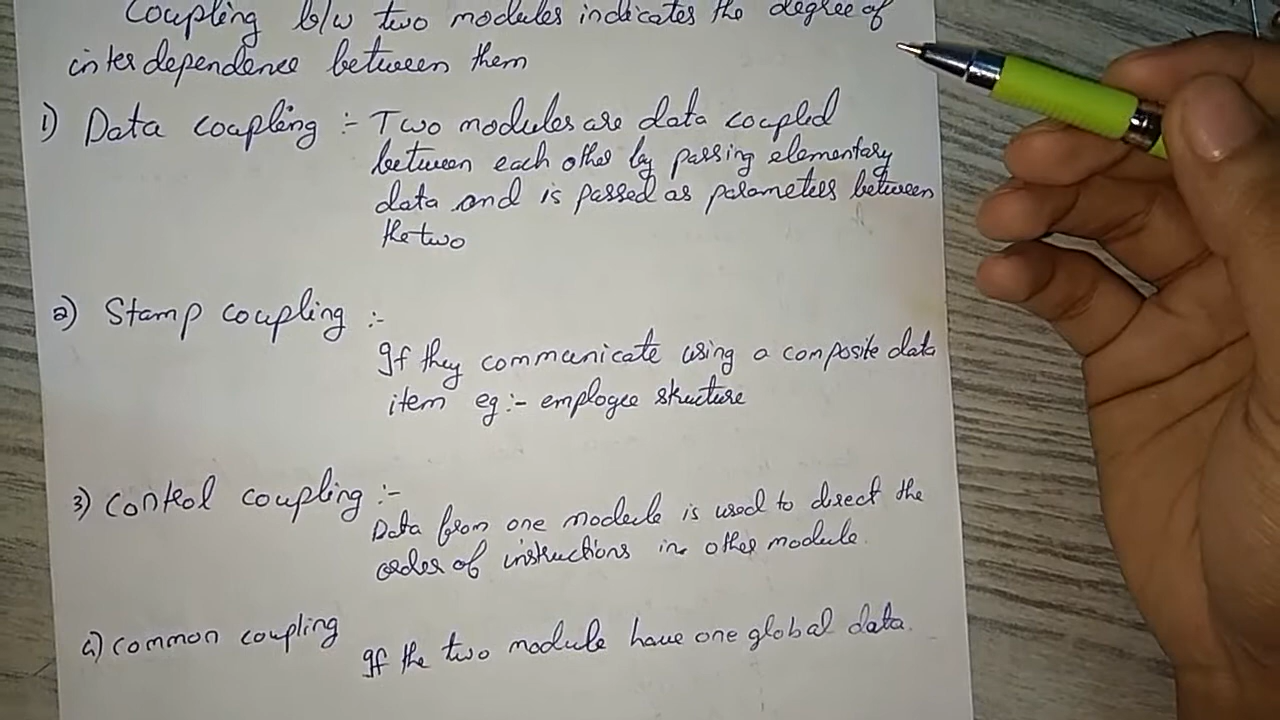 Coupling b/w two modules indicates the degree of
interdependence between them
1) Data coupling :- Two modules are data coupled
between each other by passing elementary
data and is passed as parameters between
the two
2) Stamp coupling :-
If they communicate using a composite data
item eg:- employee structure
3) Control coupling :-
Data from one module is used to direct the
order of instructions in other module.
4) common coupling
If the two module have one global data.